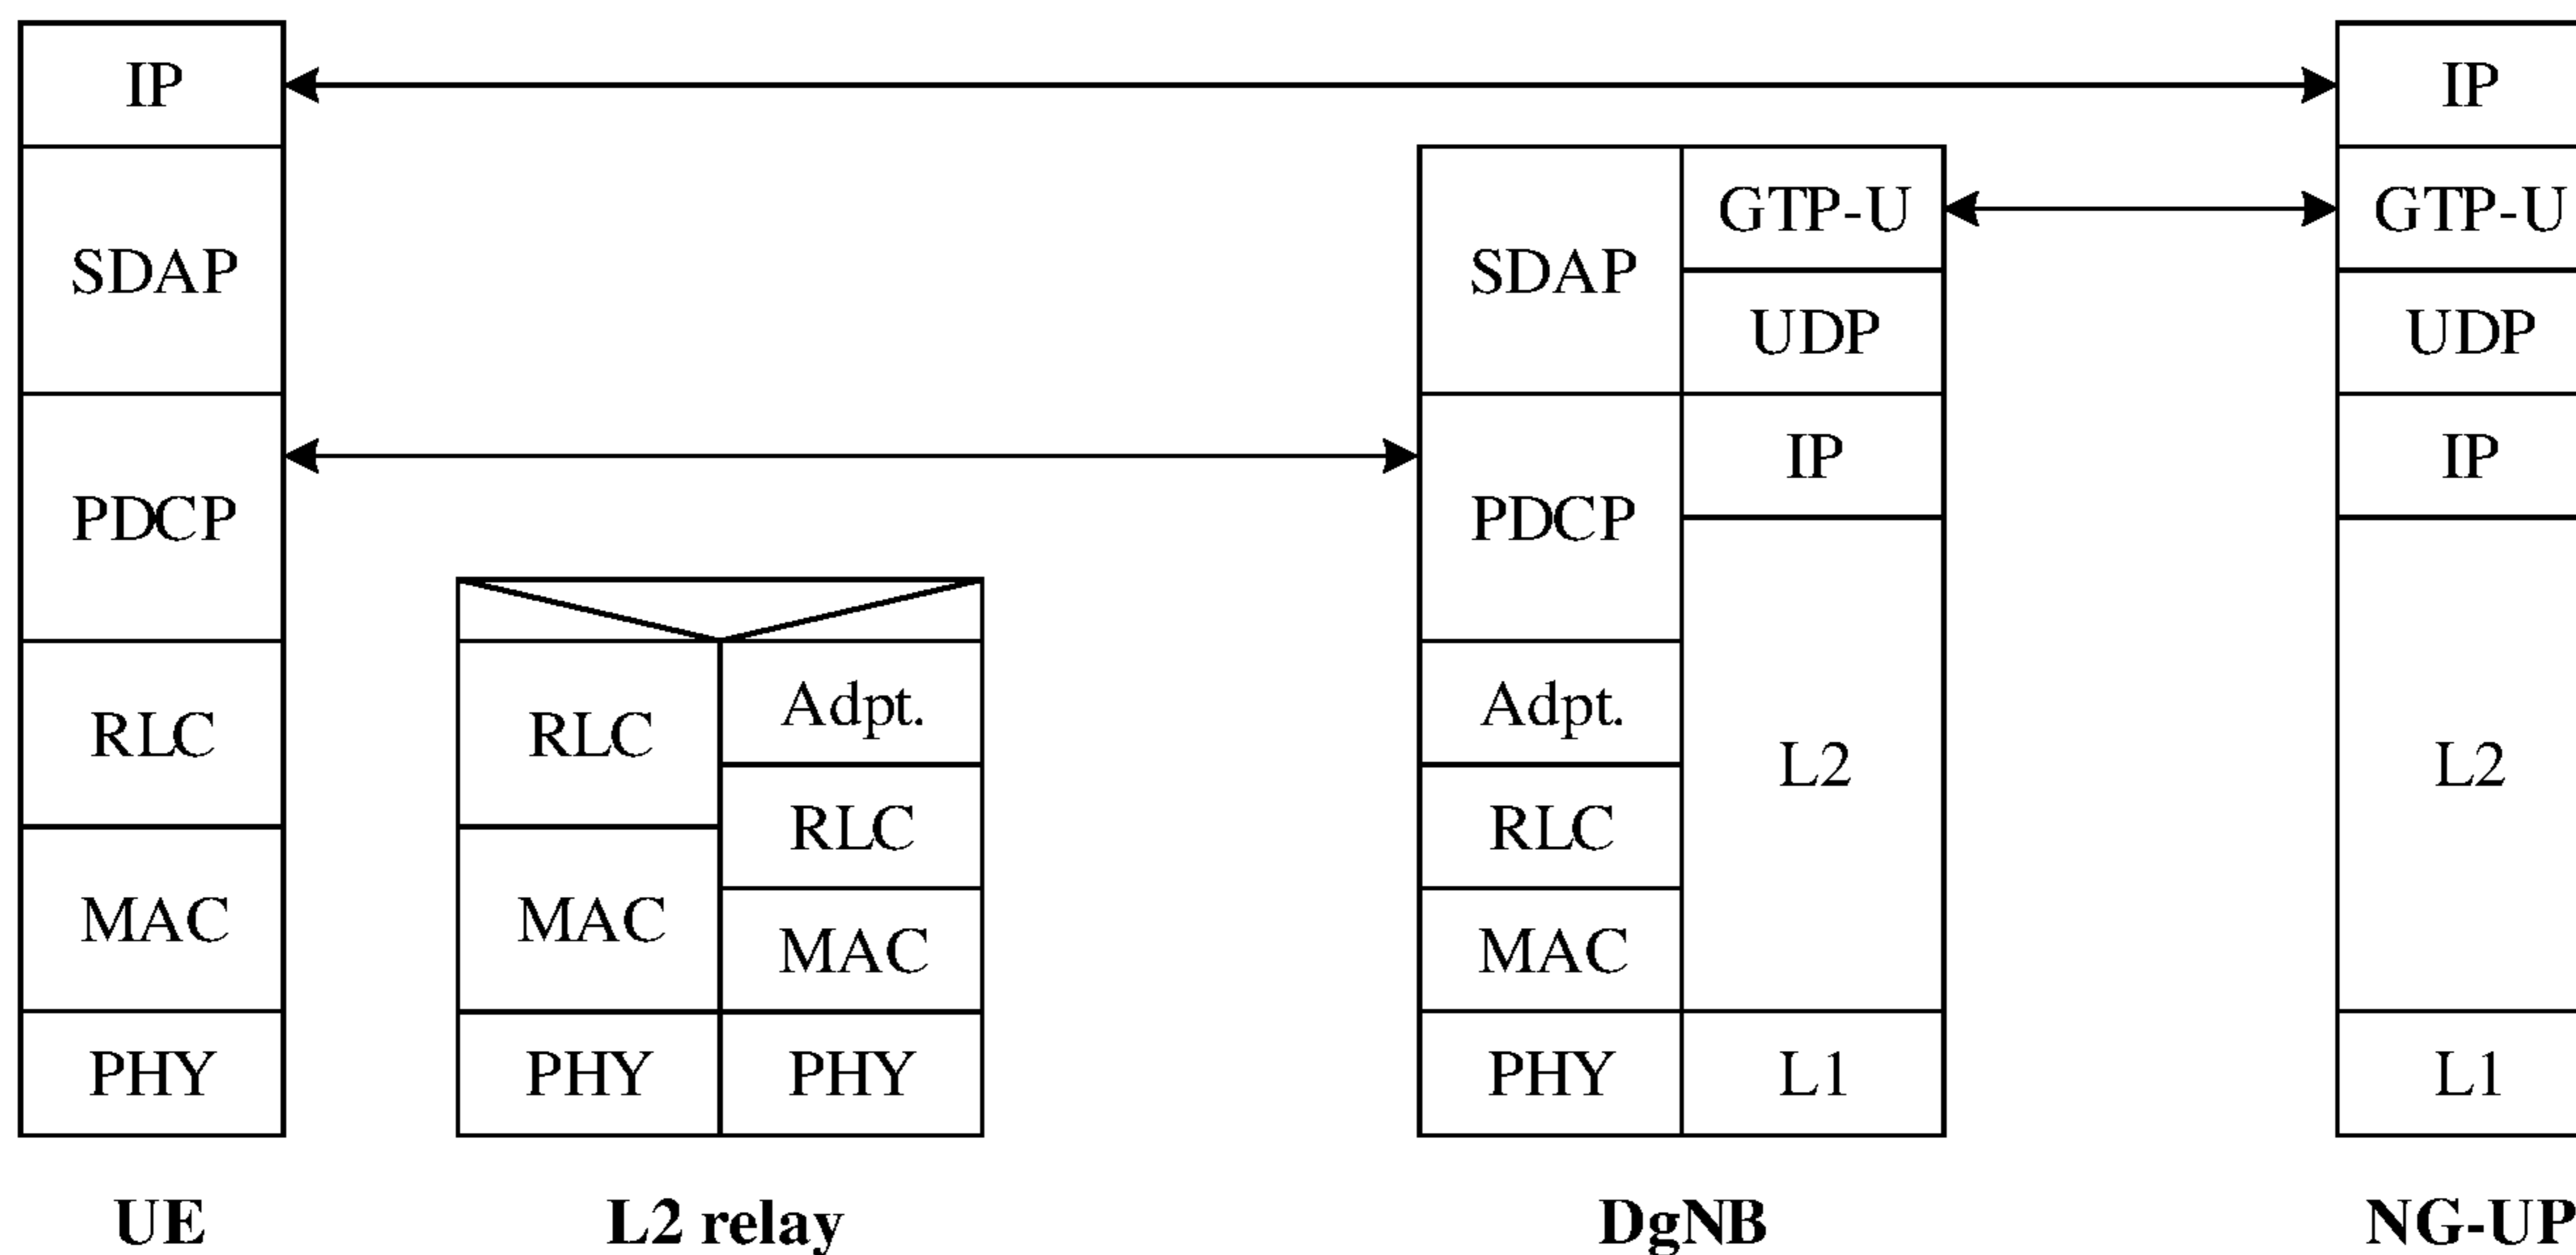 IP
SDAP
PDCP
RLC
MAC
PHY
UE
RLC
MAC
PHY
Adpt.
RLC
MAC
PHY
L2 relay
SDAP
PDCP
Adpt.
RLC
MAC
PHY
GTP-U
UDP
IP
L2
L1
DgNB
IP
GTP-U
UDP
IP
L2
L1
NG-UP